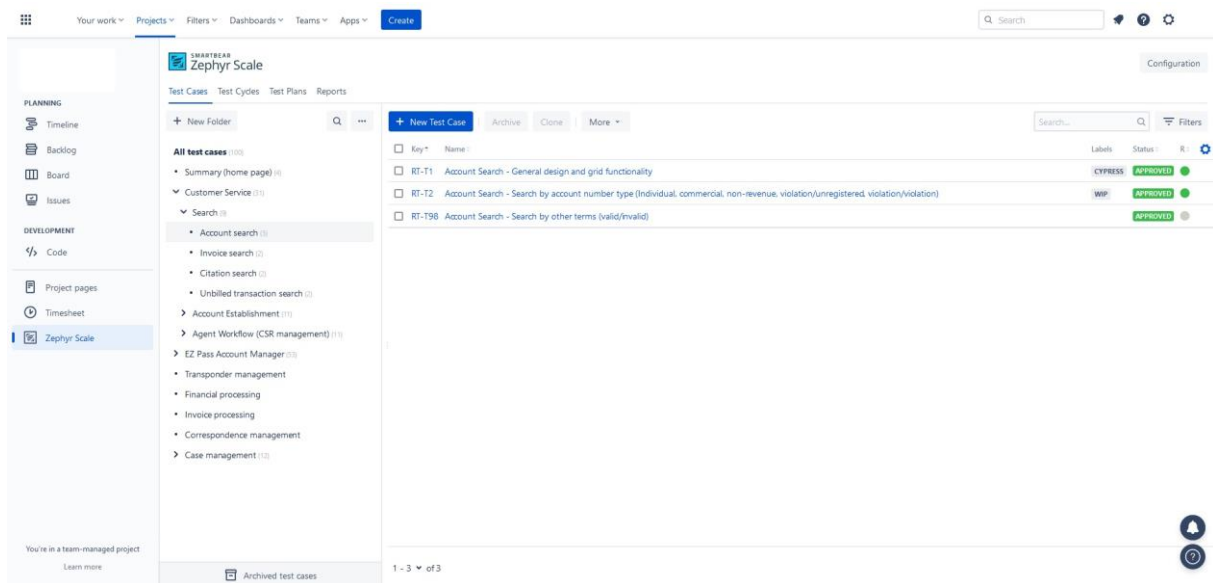 Your work Projects Filters Dashboards Teams Apps Create Search
SMARTBEAR
Zephyr Scale
Configuration
Test Cases Test Cycles Test Plans Reports
PLANNING
Timeline
Backlog
Board
Issues
DEVELOPMENT
Code
Project pages
Timesheet
Zephyr Scale
You're in a team-managed project
Learn more
+ New Folder
All test cases (100)
Summary (home page) (4)
Customer Service (31)
Search (9)
Account search (3)
Invoice search (2)
Citation search (2)
Unbilled transaction search (2)
Account Establishment (11)
Agent Workflow (CSR management) (11)
EZ Pass Account Manager (53)
Transponder management
Financial processing
Invoice processing
Correspondence management
Case management (12)
Archived test cases
+ New Test Case Archive Clone More Search... Filters
Key Name Labels Status R
RT-T1 Account Search - General design and grid functionality CYPRESS APPROVED
RT-T2 Account Search - Search by account number type (Individual, commercial, non-revenue, violation/unregistered, violation/violation) WIP APPROVED
RT-T98 Account Search - Search by other terms (valid/invalid) APPROVED
1 - 3 of 3